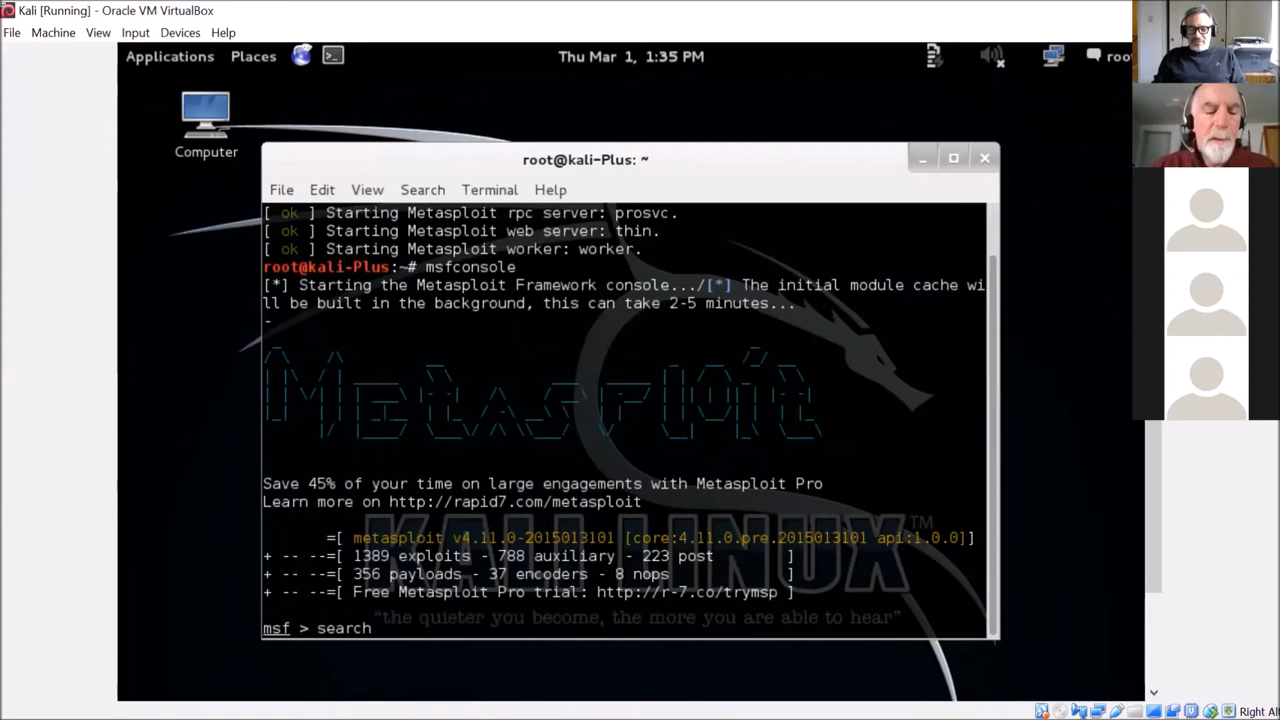 Kali [Running] - Oracle VM VirtualBox
File Machine View Input Devices Help
Applications Places Thu Mar 1, 1:35 PM roo
Computer
root@kali-Plus: ~
File Edit View Search Terminal Help
[ ok ] Starting Metasploit rpc server: prosvc.
[ ok ] Starting Metasploit web server: thin.
[ ok ] Starting Metasploit worker: worker.
root@kali-Plus:~# msfconsole
[*] Starting the Metasploit Framework console.../[*] The initial module cache wi
ll be built in the background, this can take 2-5 minutes...
-
Metasploit
Save 45% of your time on large engagements with Metasploit Pro
Learn more on http://rapid7.com/metasploit
=[ metasploit v4.11.0-2015013101 [core:4.11.0.pre.2015013101 api:1.0.0]]
+ -- --=[ 1389 exploits - 788 auxiliary - 223 post ]
+ -- --=[ 356 payloads - 37 encoders - 8 nops ]
+ -- --=[ Free Metasploit Pro trial: http://r-7.co/trymsp ]
KALI LINUX™
"the quieter you become, the more you are able to hear"
msf > search
Right Al